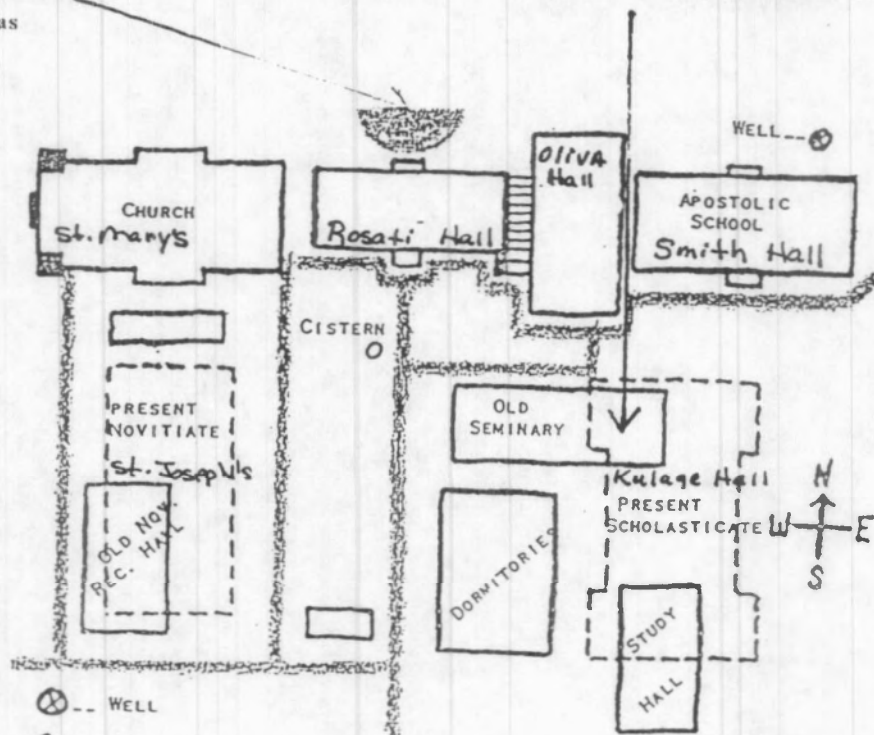 us
WELL
CHURCH
St. Mary's
Rosati Hall
Oliva
Hall
APOSTOLIC
SCHOOL
Smith Hall
CISTERN
PRESENT
NOVITIATE
St. Joseph's
OLD NOV.
REC. HALL
OLD
SEMINARY
Kulage Hall
PRESENT
SCHOLASTICATE
N
W
E
S
DORMITORIES
STUDY
HALL
WELL